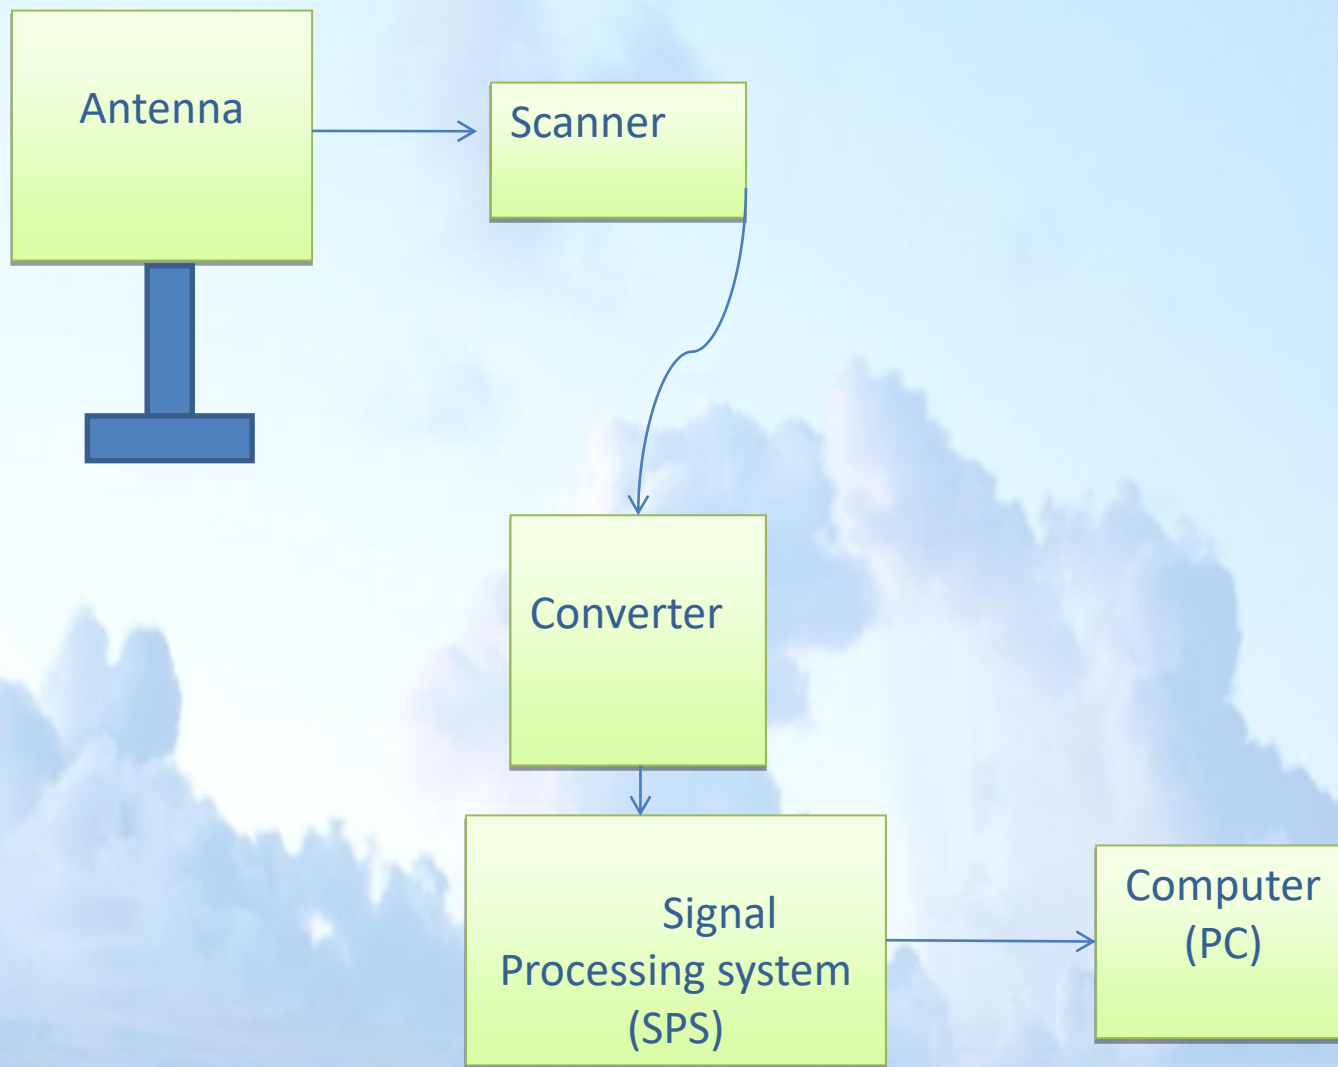 Antenna
Scanner
Converter
Signal
Processing system
(SPS)
Computer
(PC)